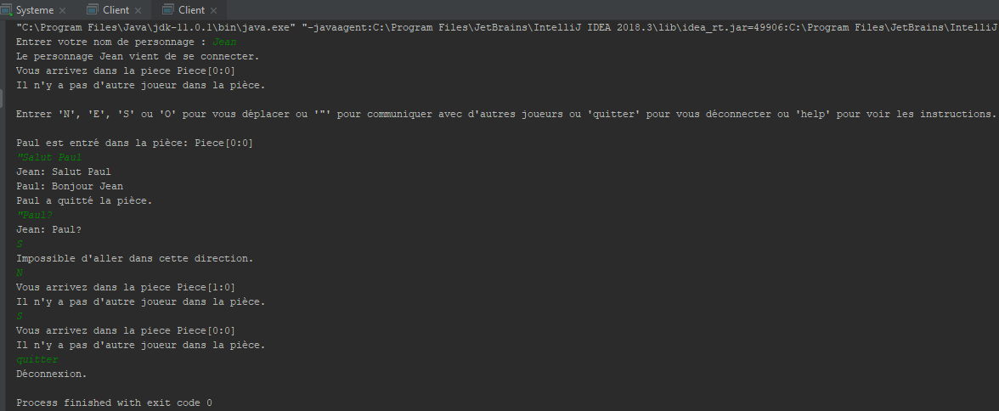 Systeme × Client × Client ×
"C:\Program Files\Java\jdk-11.0.1\bin\java.exe" "-javaagent:C:\Program Files\JetBrains\IntelliJ IDEA 2018.3\lib\idea_rt.jar=49906:C:\Program Files\JetBrains\IntelliJ
Entrer votre nom de personnage : Jean
Le personnage Jean vient de se connecter.
Vous arrivez dans la piece Piece[0:0]
Il n'y a pas d'autre joueur dans la pièce.
Entrer 'N', 'E', 'S' ou 'O' pour vous déplacer ou '"' pour communiquer avec d'autres joueurs ou 'quitter' pour vous déconnecter ou 'help' pour voir les instructions.
Paul est entré dans la pièce: Piece[0:0]
"Salut Paul
Jean: Salut Paul
Paul: Bonjour Jean
Paul a quitté la pièce.
"Paul?
Jean: Paul?
S
Impossible d'aller dans cette direction.
N
Vous arrivez dans la piece Piece[1:0]
Il n'y a pas d'autre joueur dans la pièce.
S
Vous arrivez dans la piece Piece[0:0]
Il n'y a pas d'autre joueur dans la pièce.
quitter
Déconnexion.
Process finished with exit code 0